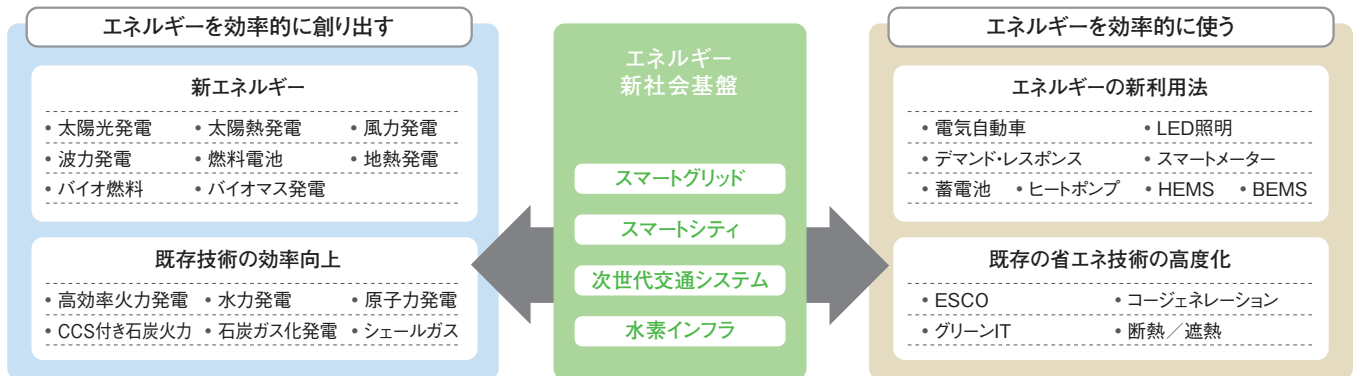 エネルギーを効率的に創り出す
新エネルギー
• 太陽光発電 • 太陽熱発電 • 風力発電
• 波力発電 • 燃料電池 • 地熱発電
• バイオ燃料 • バイオマス発電
既存技術の効率向上
• 高効率火力発電 • 水力発電 • 原子力発電
• CCS付き石炭火力 • 石炭ガス化発電 • シェールガス
エネルギー
新社会基盤
スマートグリッド
スマートシティ
次世代交通システム
水素インフラ
エネルギーを効率的に使う
エネルギーの新利用法
• 電気自動車 • LED照明
• デマンド・レスポンス • スマートメーター
• 蓄電池 • ヒートポンプ • HEMS • BEMS
既存の省エネ技術の高度化
• ESCO • コージェネレーション
• グリーンIT • 断熱／遮熱